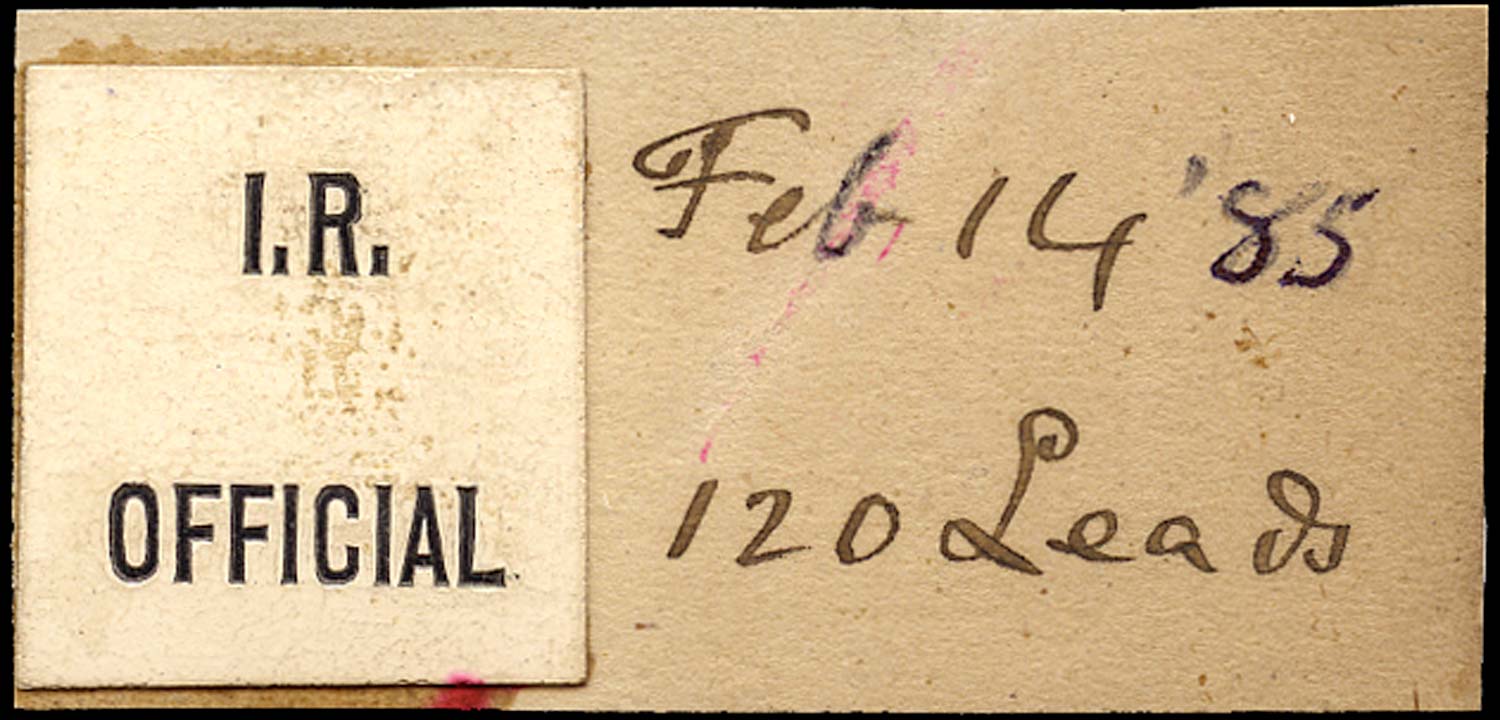 I.R.
OFFICIAL
Feb 14 '85
120 Leads